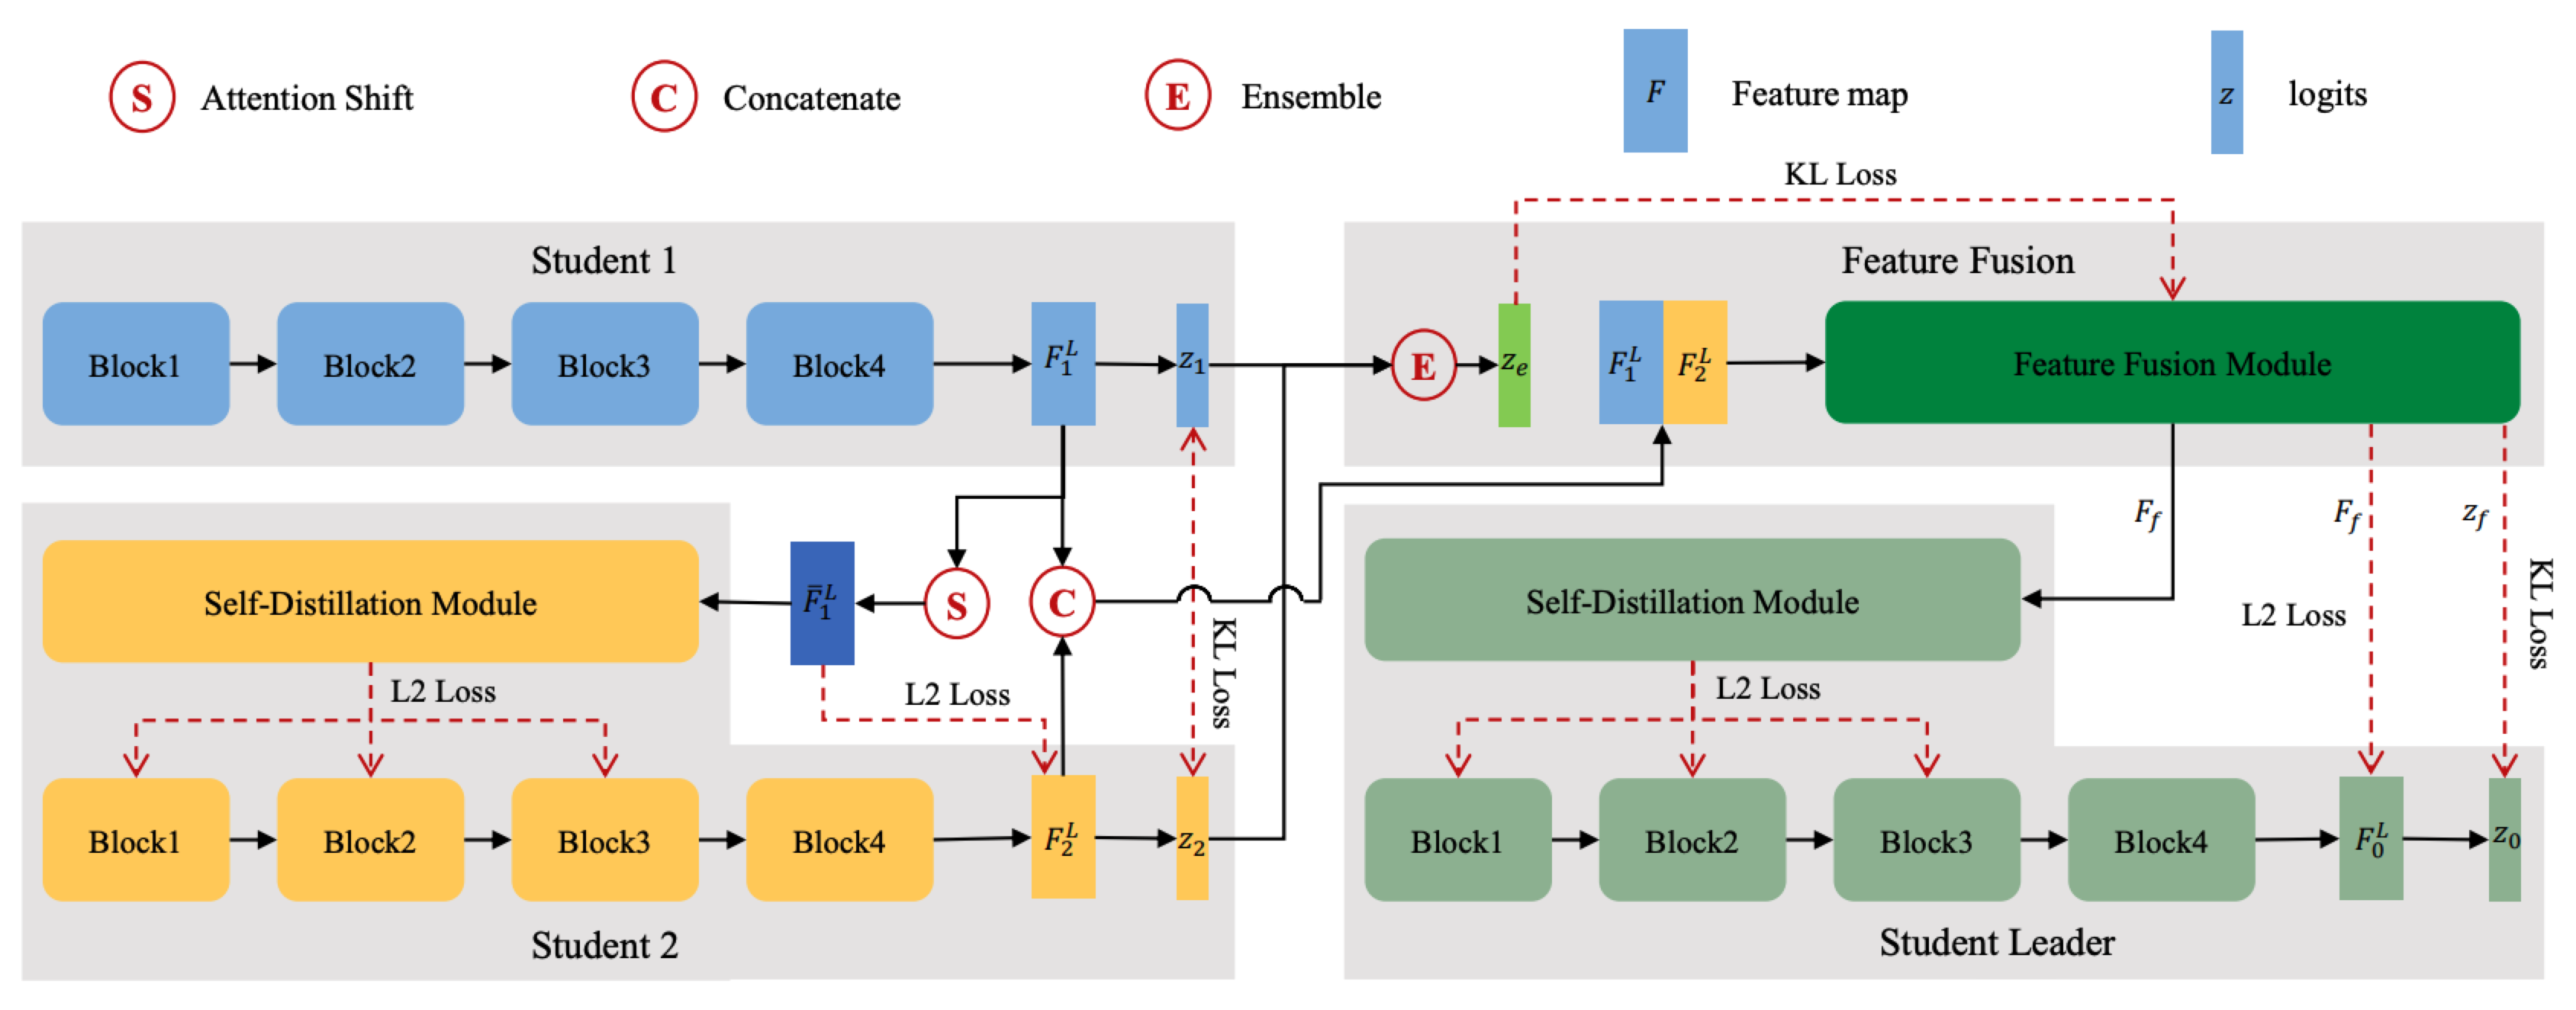 S Attention Shift C Concatenate E Ensemble F Feature map z logits
KL Loss
Student 1
Block1 Block2 Block3 Block4 F_1^L z_1
Feature Fusion
E z_e F_1^L F_2^L Feature Fusion Module
Self-Distillation Module F̄_1^L S C
KL Loss
L2 Loss
L2 Loss
Block1 Block2 Block3 Block4 F_2^L z_2
Student 2
F_f F_f z_f
Self-Distillation Module
L2 Loss
KL Loss
L2 Loss
Block1 Block2 Block3 Block4 F_0^L z_0
Student Leader